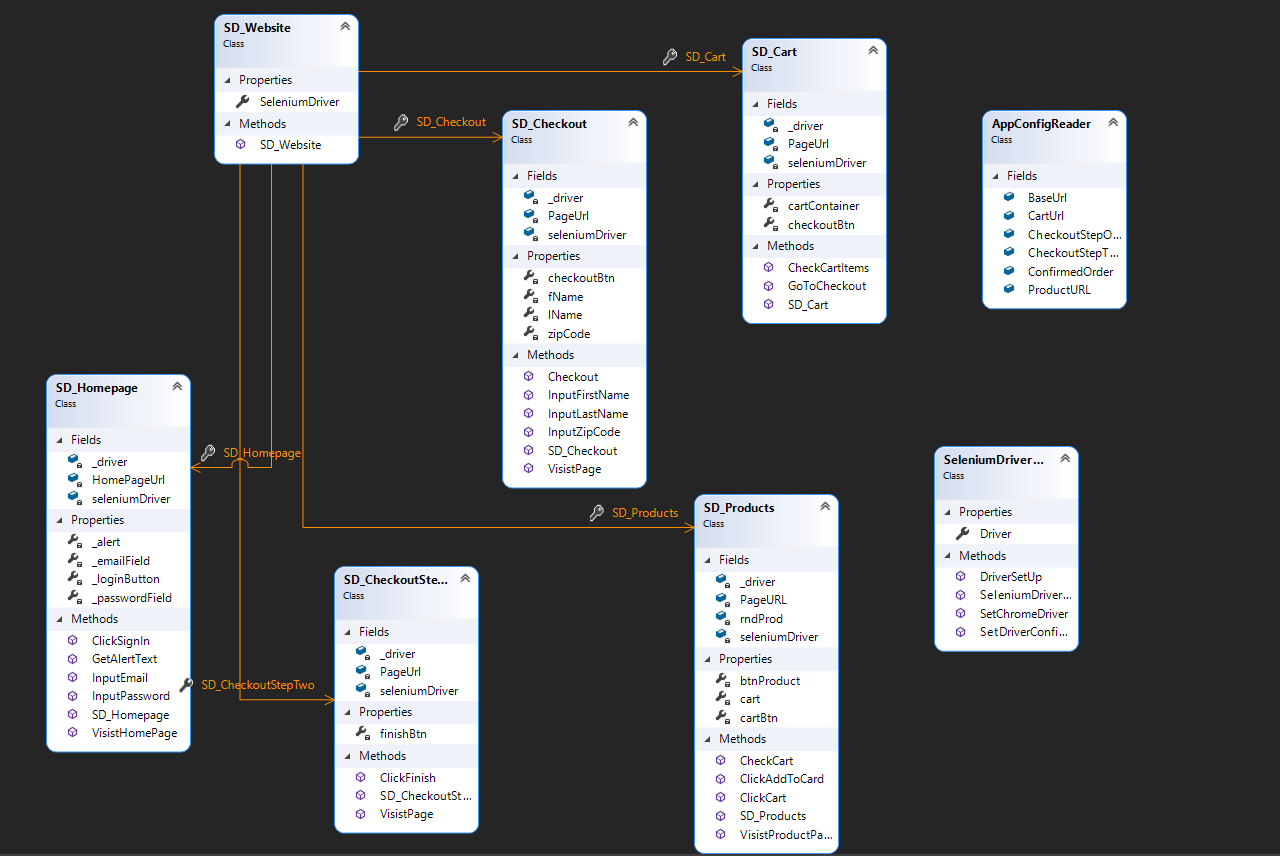 SD_Website
Class
Properties
SeleniumDriver
Methods
SD_Website
SD_Cart
SD_Checkout
SD_Homepage
SD_Products
SD_CheckoutStepTwo
SD_Cart
Class
Fields
_driver
PageUrl
seleniumDriver
Properties
cartContainer
checkoutBtn
Methods
CheckCartItems
GoToCheckout
SD_Cart
SD_Checkout
Class
Fields
_driver
PageUrl
seleniumDriver
Properties
checkoutBtn
fName
lName
zipCode
Methods
Checkout
InputFirstName
InputLastName
InputZipCode
SD_Checkout
VisistPage
AppConfigReader
Class
Fields
BaseUrl
CartUrl
CheckoutStepO...
CheckoutStepT...
ConfirmedOrder
ProductURL
SD_Homepage
Class
Fields
_driver
HomePageUrl
seleniumDriver
Properties
_alert
_emailField
_loginButton
_passwordField
Methods
ClickSignIn
GetAlertText
InputEmail
InputPassword
SD_Homepage
VisistHomePage
SD_CheckoutSte...
Class
Fields
_driver
PageUrl
seleniumDriver
Properties
finishBtn
Methods
ClickFinish
SD_CheckoutSt...
VisistPage
SD_Products
Class
Fields
_driver
PageURL
rndProd
seleniumDriver
Properties
btnProduct
cart
cartBtn
Methods
CheckCart
ClickAddToCard
ClickCart
SD_Products
VisistProductPa...
SeleniumDriver...
Class
Properties
Driver
Methods
DriverSetUp
SeleniumDriver...
SetChromeDriver
SetDriverConfi...